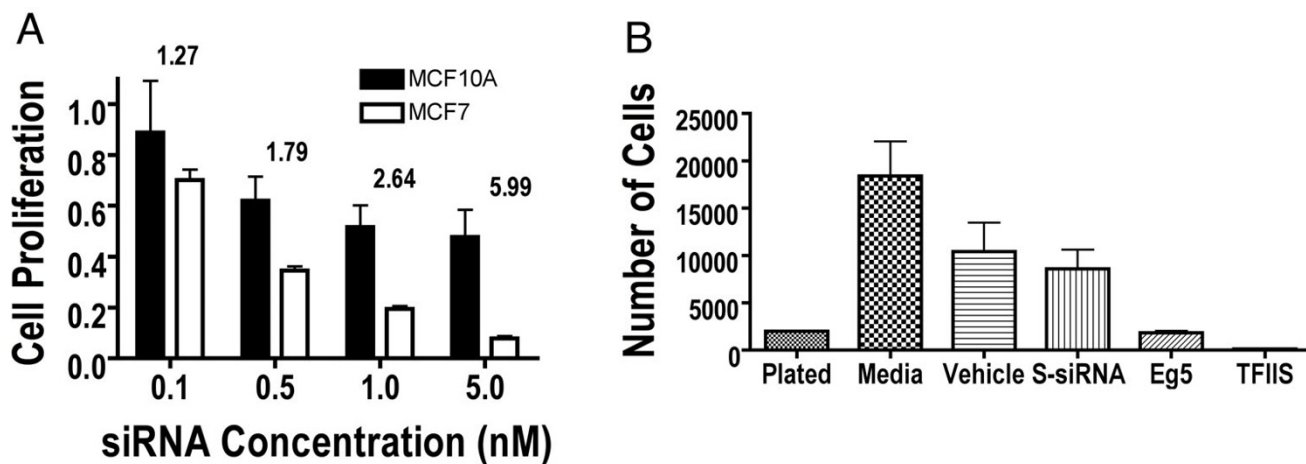 A
1.27
1.79
2.64
5.99
MCF10A
MCF7
Cell Proliferation
1.0
0.8
0.6
0.4
0.2
0.0
0.1 0.5 1.0 5.0
siRNA Concentration (nM)
B
Number of Cells
25000
20000
15000
10000
5000
0
Plated Media Vehicle S-siRNA Eg5 TFIIS